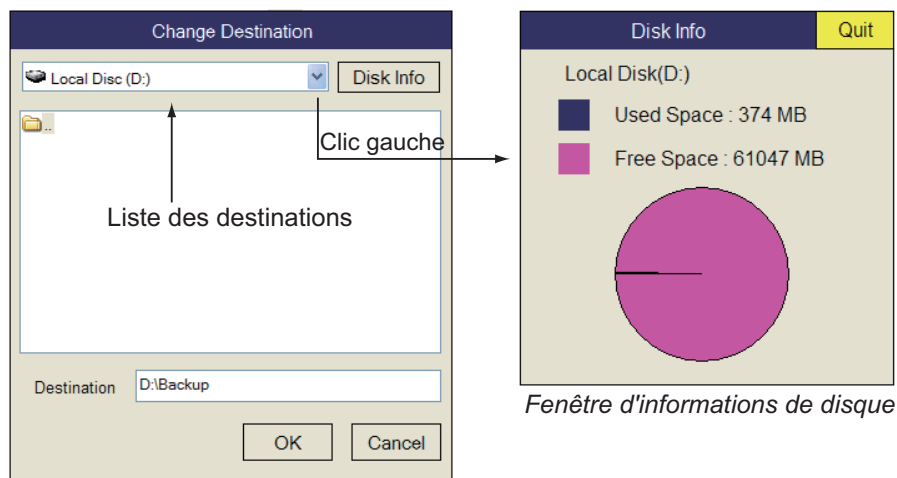 Change Destination
Local Disc (D:)
Disk Info
..
Clic gauche
Liste des destinations
Destination
D:\Backup
OK
Cancel
Disk Info
Quit
Local Disk(D:)
Used Space : 374 MB
Free Space : 61047 MB
Fenêtre d'informations de disque